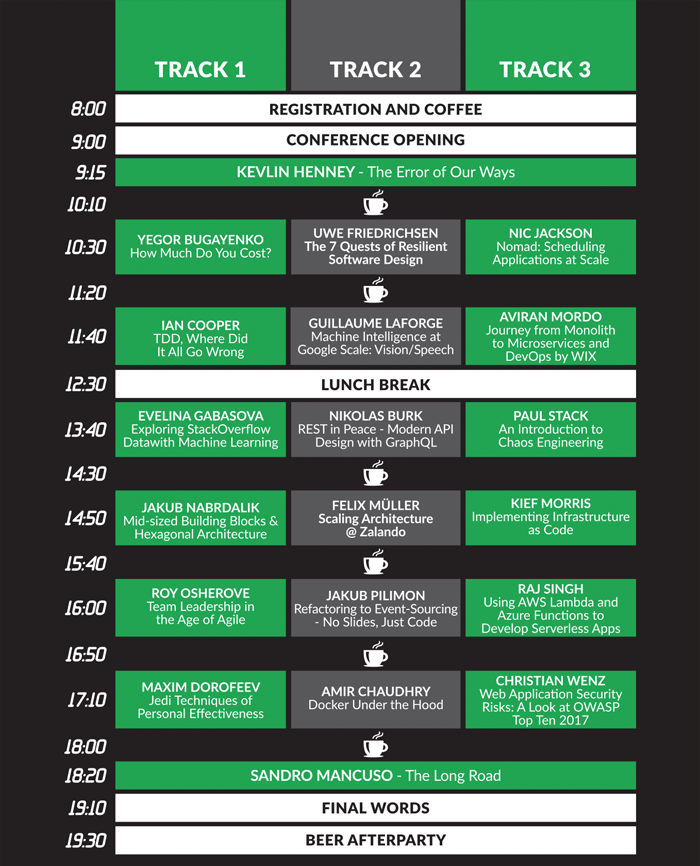 TRACK 1
TRACK 2
TRACK 3
8:00
REGISTRATION AND COFFEE
9:00
CONFERENCE OPENING
9:15
KEVLIN HENNEY - The Error of Our Ways
10:10
10:30
YEGOR BUGAYENKO
How Much Do You Cost?
UWE FRIEDRICHSEN
The 7 Quests of Resilient
Software Design
NIC JACKSON
Nomad: Scheduling
Applications at Scale
11:20
11:40
IAN COOPER
TDD, Where Did
It All Go Wrong
GUILLAUME LAFORGE
Machine Intelligence at
Google Scale: Vision/Speech
AVIRAN MORDO
Journey from Monolith
to Microservices and
DevOps by WIX
12:30
LUNCH BREAK
13:40
EVELINA GABASOVA
Exploring StackOverflow
Datawith Machine Learning
NIKOLAS BURK
REST in Peace - Modern API
Design with GraphQL
PAUL STACK
An Introduction to
Chaos Engineering
14:30
14:50
JAKUB NABRDALIK
Mid-sized Building Blocks &
Hexagonal Architecture
FELIX MÜLLER
Scaling Architecture
@ Zalando
KIEF MORRIS
Implementing Infrastructure
as Code
15:40
16:00
ROY OSHEROVE
Team Leadership in
the Age of Agile
JAKUB PILIMON
Refactoring to Event-Sourcing
- No Slides, Just Code
RAJ SINGH
Using AWS Lambda and
Azure Functions to
Develop Serverless Apps
16:50
17:10
MAXIM DOROFEEV
Jedi Techniques of
Personal Effectiveness
AMIR CHAUDHRY
Docker Under the Hood
CHRISTIAN WENZ
Web Application Security
Risks: A Look at OWASP
Top Ten 2017
18:00
18:20
SANDRO MANCUSO - The Long Road
19:10
FINAL WORDS
19:30
BEER AFTERPARTY